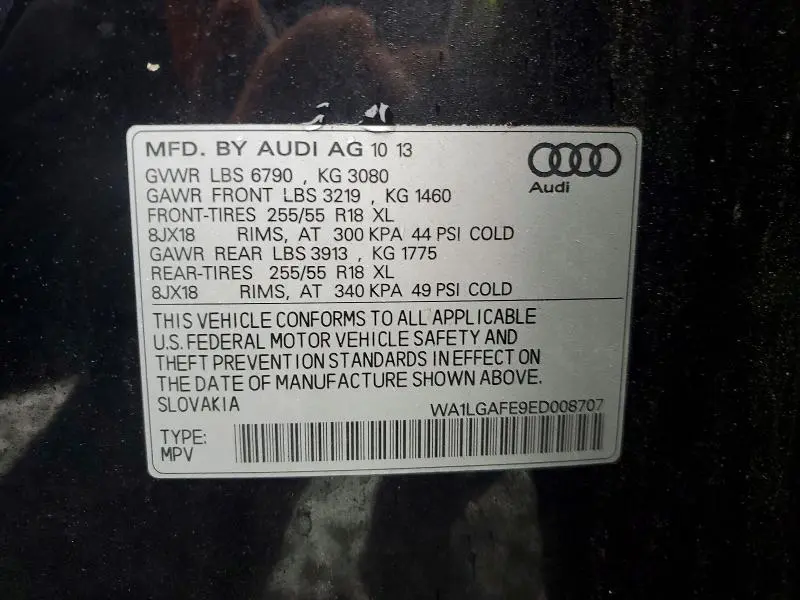 MFD. BY AUDI AG 10 13
Audi
GVWR LBS 6790 , KG 3080
GAWR FRONT LBS 3219 , KG 1460
FRONT-TIRES 255/55 R18 XL
8JX18 RIMS, AT 300 KPA 44 PSI COLD
GAWR REAR LBS 3913 , KG 1775
REAR-TIRES 255/55 R18 XL
8JX18 RIMS, AT 340 KPA 49 PSI COLD
THIS VEHICLE CONFORMS TO ALL APPLICABLE
U.S. FEDERAL MOTOR VEHICLE SAFETY AND
THEFT PREVENTION STANDARDS IN EFFECT ON
THE DATE OF MANUFACTURE SHOWN ABOVE.
SLOVAKIA WA1LGAFE9ED008707
TYPE:
MPV